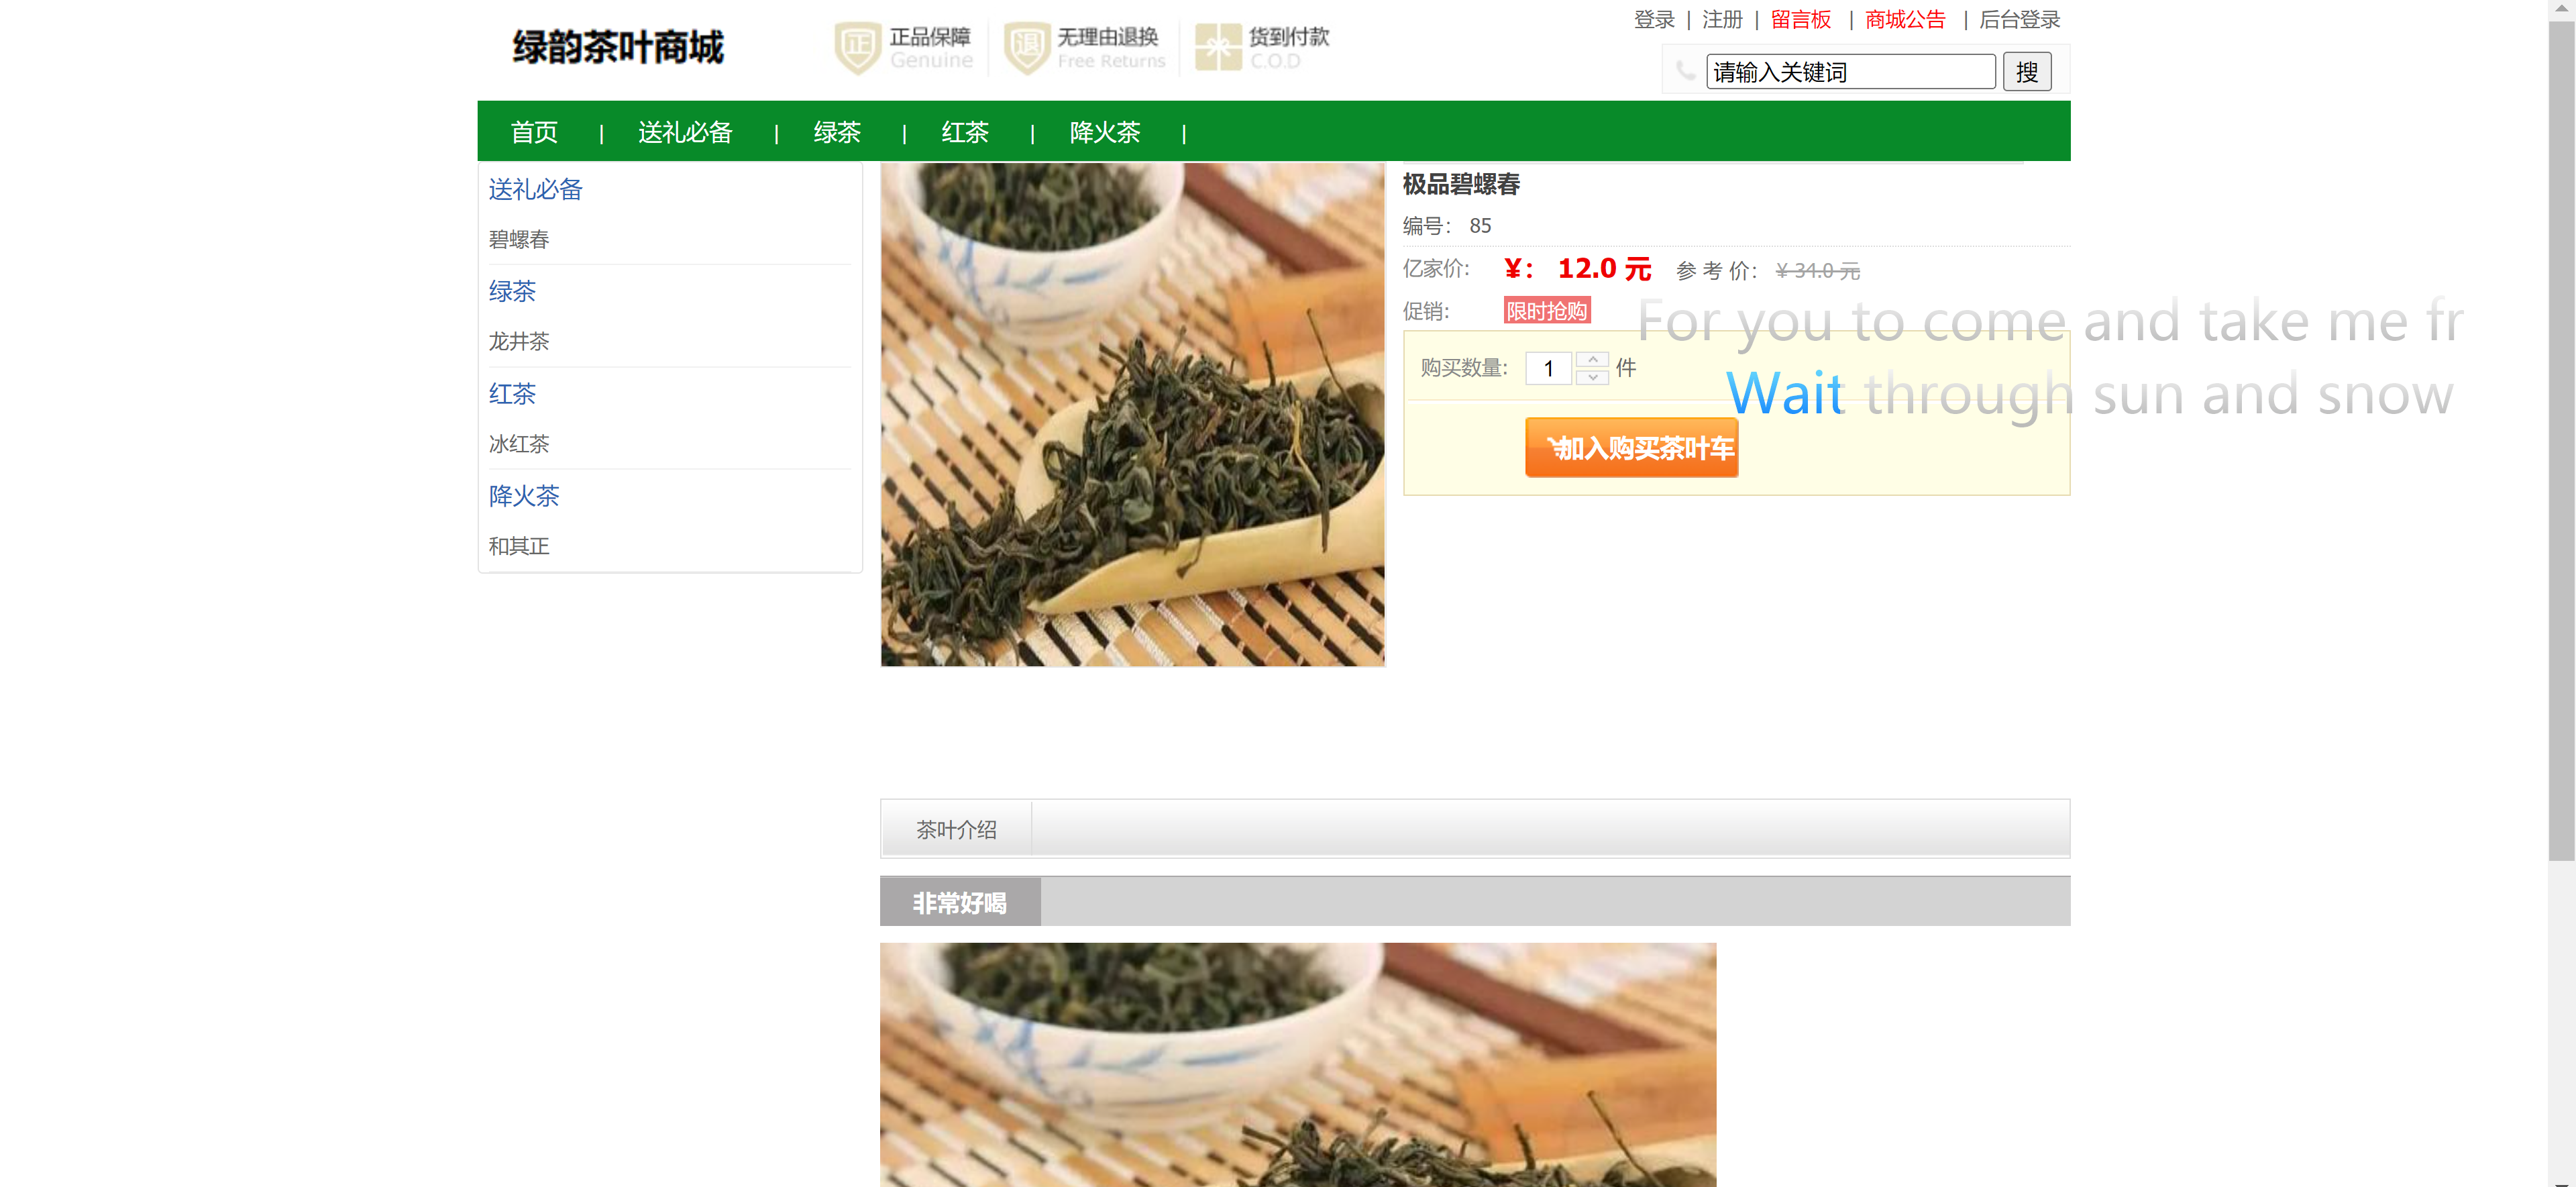 绿韵茶叶商城
正 正品保障 Genuine
退 无理由退换 Free Returns
货到付款 C.O.D
登录 | 注册 | 留言板 | 商城公告 | 后台登录
请输入关键词 搜
首页 | 送礼必备 | 绿茶 | 红茶 | 降火茶 |
送礼必备
碧螺春
绿茶
龙井茶
红茶
冰红茶
降火茶
和其正
极品碧螺春
编号： 85
亿家价: ¥： 12.0 元 参 考 价： ¥ 34.0 元
促销: 限时抢购
For you to come and take me fr
购买数量: 1 件
Wait through sun and snow
加入购买茶叶车
茶叶介绍
非常好喝